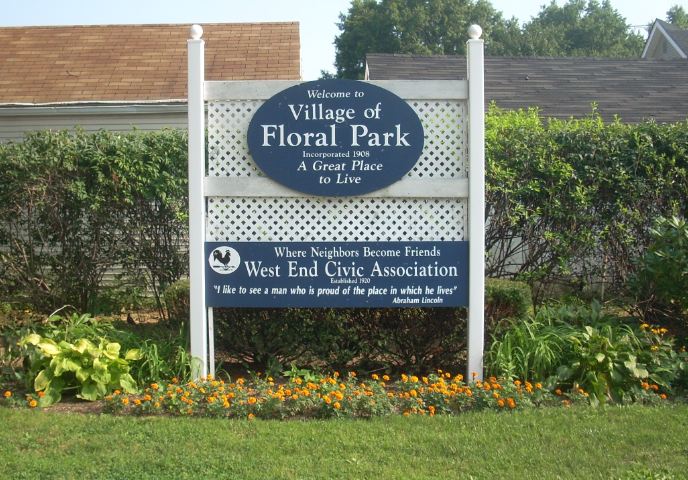 Welcome to
Village of
Floral Park
Incorporated 1908
A Great Place
to Live
Where Neighbors Become Friends
West End Civic Association
Established 1920
"I like to see a man who is proud of the place in which he lives"
Abraham Lincoln